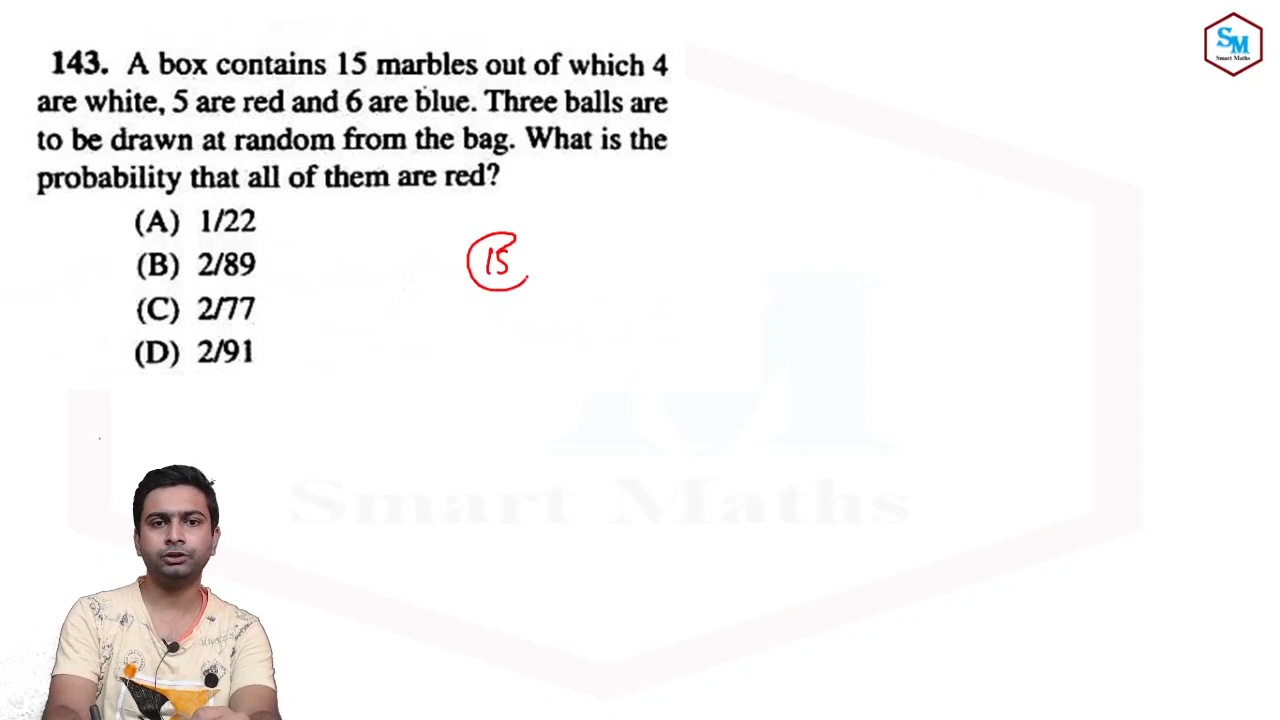 SM
Smart Maths
143. A box contains 15 marbles out of which 4
are white, 5 are red and 6 are blue. Three balls are
to be drawn at random from the bag. What is the
probability that all of them are red?
(A) 1/22
(B) 2/89
(C) 2/77
(D) 2/91
15
Smart Maths